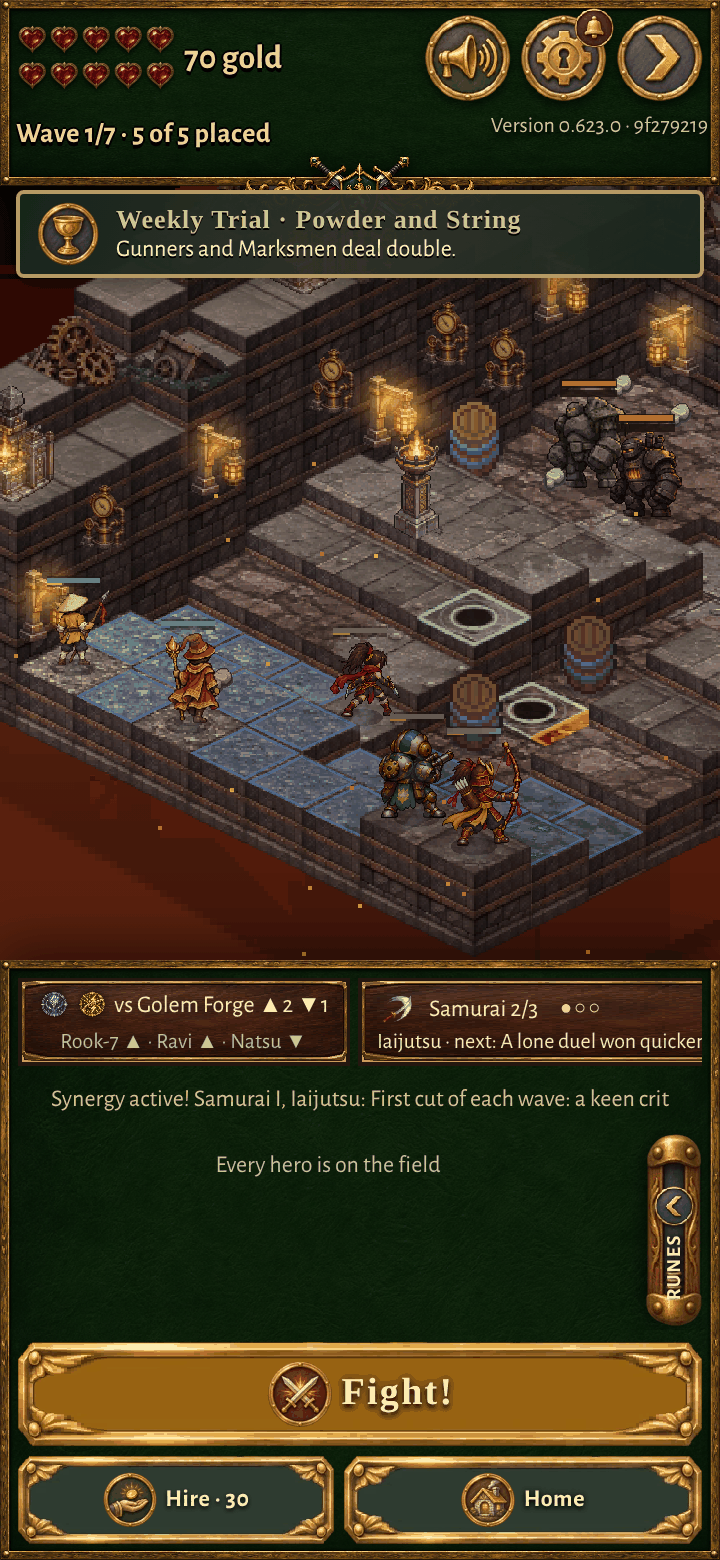 70 gold
Wave 1/7 · 5 of 5 placed
Version 0.623.0 · 9f279219
Weekly Trial · Powder and String
Gunners and Marksmen deal double.
vs Golem Forge ▲2 ▼1
Rook-7 ▲ · Ravi ▲ · Natsu ▼
Samurai 2/3 ●○○
Iaijutsu · next: A lone duel won quicker
Synergy active! Samurai I, Iaijutsu: First cut of each wave: a keen crit
Every hero is on the field
RUNES
Fight!
Hire · 30
Home